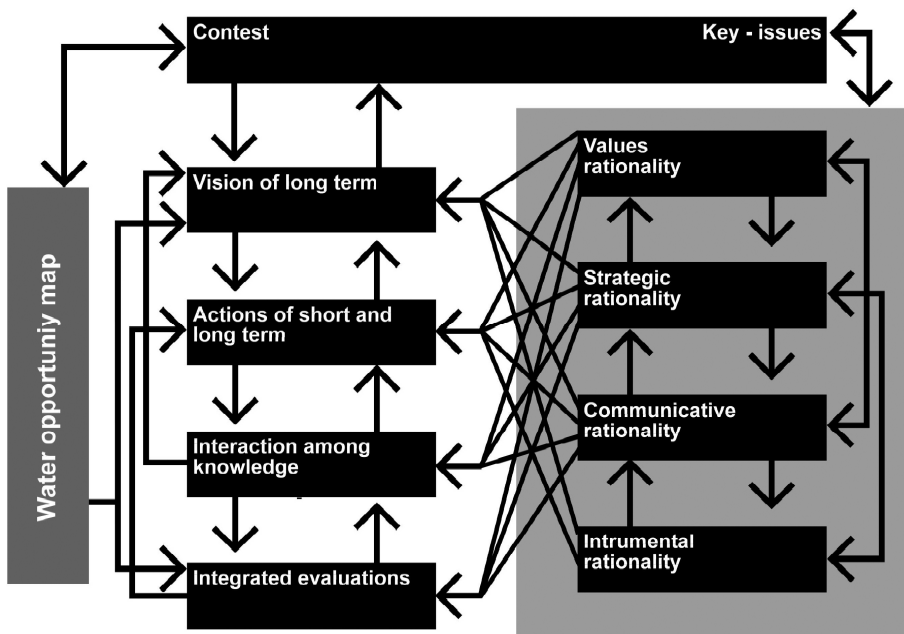 Contest
Key - issues
Water opportuniy map
Vision of long term
Actions of short and
long term
Interaction among
knowledge
Integrated evaluations
Values
rationality
Strategic
rationality
Communicative
rationality
Intrumental
rationality